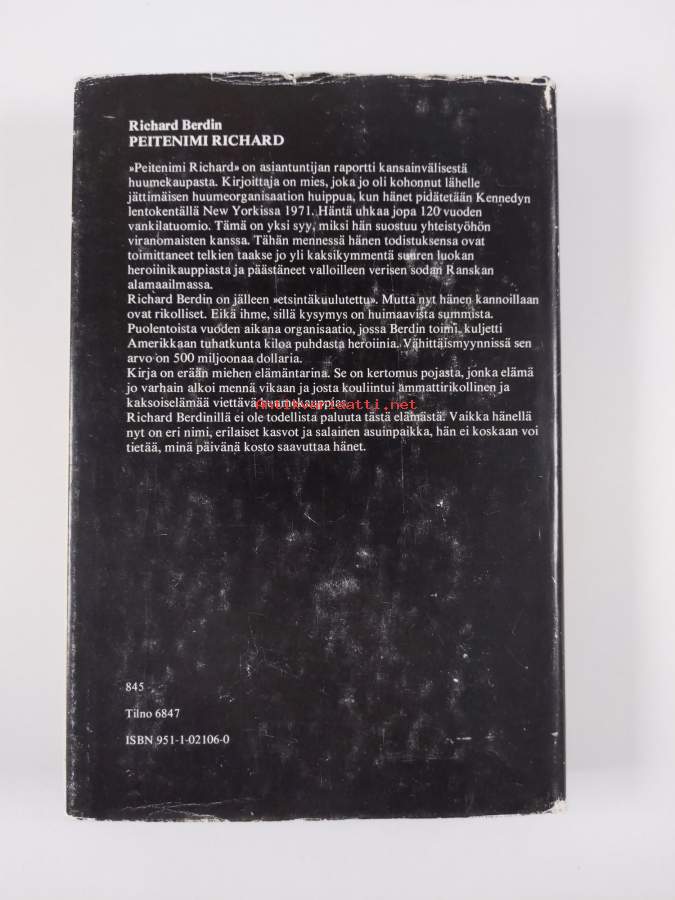 Richard Berdin
PEITENIMI RICHARD
»Peitenimi Richard» on asiantuntijan raportti kansainvälisestä
huumekaupasta. Kirjoittaja on mies, joka jo oli kohonnut lähelle
jättimäisen huumeorganisaation huippua, kun hänet pidätetään Kennedyn
lentokentällä New Yorkissa 1971. Häntä uhkaa jopa 120 vuoden
vankilatuomio. Tämä on yksi syy, miksi hän suostuu yhteistyöhön
viranomaisten kanssa. Tähän mennessä hänen todistuksensa ovat
toimittaneet telkien taakse jo yli kaksikymmentä suuren luokan
heroiinikauppiasta ja päästäneet valloilleen verisen sodan Ranskan
alamaailmassa.
Richard Berdin on jälleen »etsintäkuulutettu». Mutta nyt hänen kannoillaan
ovat rikolliset. Eikä ihme, sillä kysymys on huimaavista summista.
Puolentoista vuoden aikana organisaatio, jossa Berdin toimi, kuljetti
Amerikkaan tuhatkunta kiloa puhdasta heroiinia. Vähittäismyynnissä sen
arvo on 500 miljoonaa dollaria.
Kirja on erään miehen elämäntarina. Se on kertomus pojasta, jonka elämä
jo varhain alkoi mennä vikaan ja josta kouliintui ammattirikollinen ja
kaksoiselämää viettävä huumekauppias.
Antikvariaatti.net
Richard Berdinillä ei ole todellista paluuta tästä elämästä. Vaikka hänellä
nyt on eri nimi, erilaiset kasvot ja salainen asuinpaikka, hän ei koskaan voi
tietää, minä päivänä kosto saavuttaa hänet.
845
Tilno 6847
ISBN 951-1-02106-0